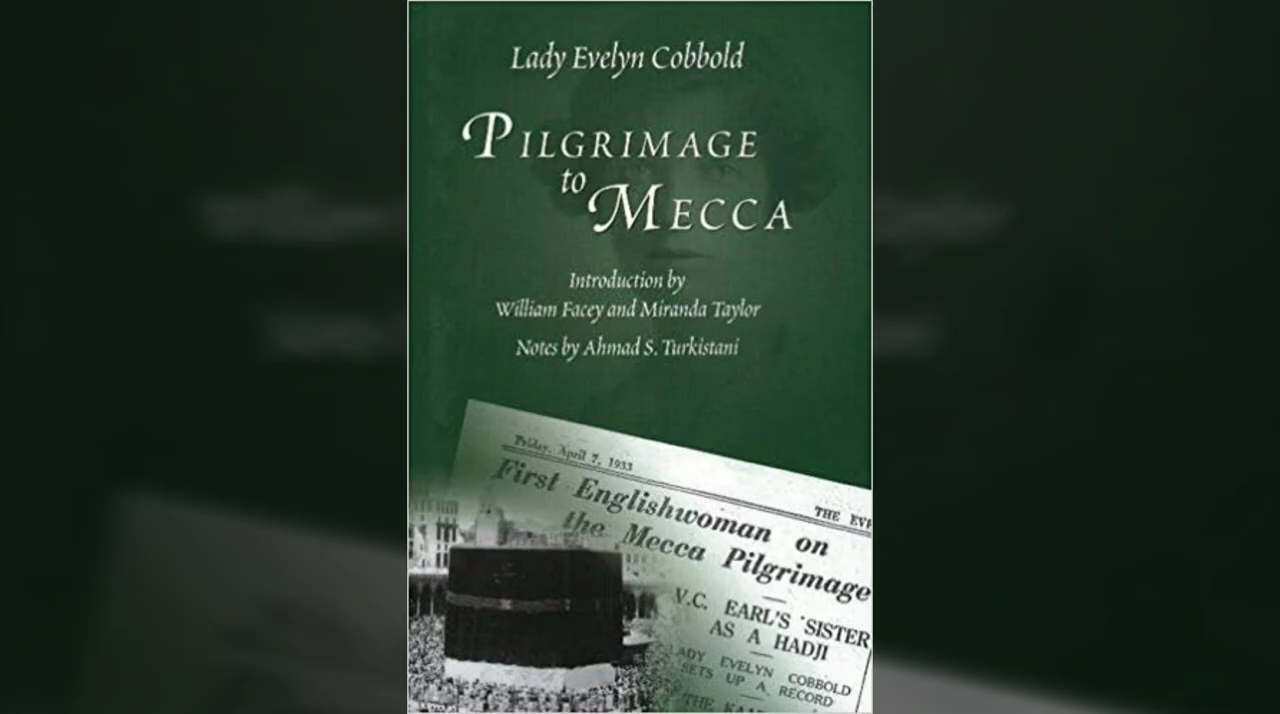 Lady Evelyn Cobbold
PILGRIMAGE
to
MECCA
Introduction by
William Facey and Miranda Taylor
Notes by Ahmad S. Turkistani
Friday, April 7, 1933
THE
First Englishwoman on
the Mecca Pilgrimage
V.C. EARL'S SISTER
AS A HADJI
LADY EVELYN COBBOLD
SETS UP A RECORD
THE